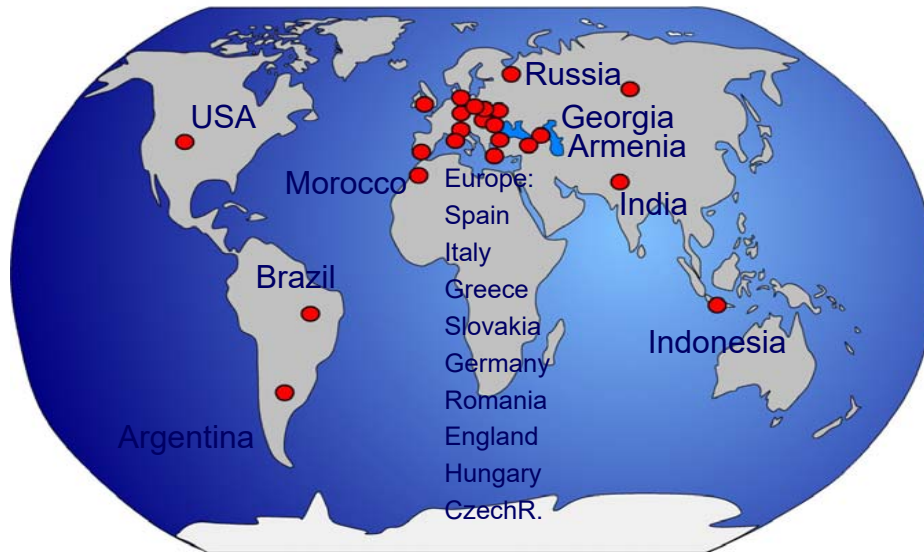 Russia
USA
Georgia
Armenia
Morocco
Europe:
India
Spain
Italy
Brazil
Greece
Slovakia
Indonesia
Germany
Romania
Argentina
England
Hungary
CzechR.